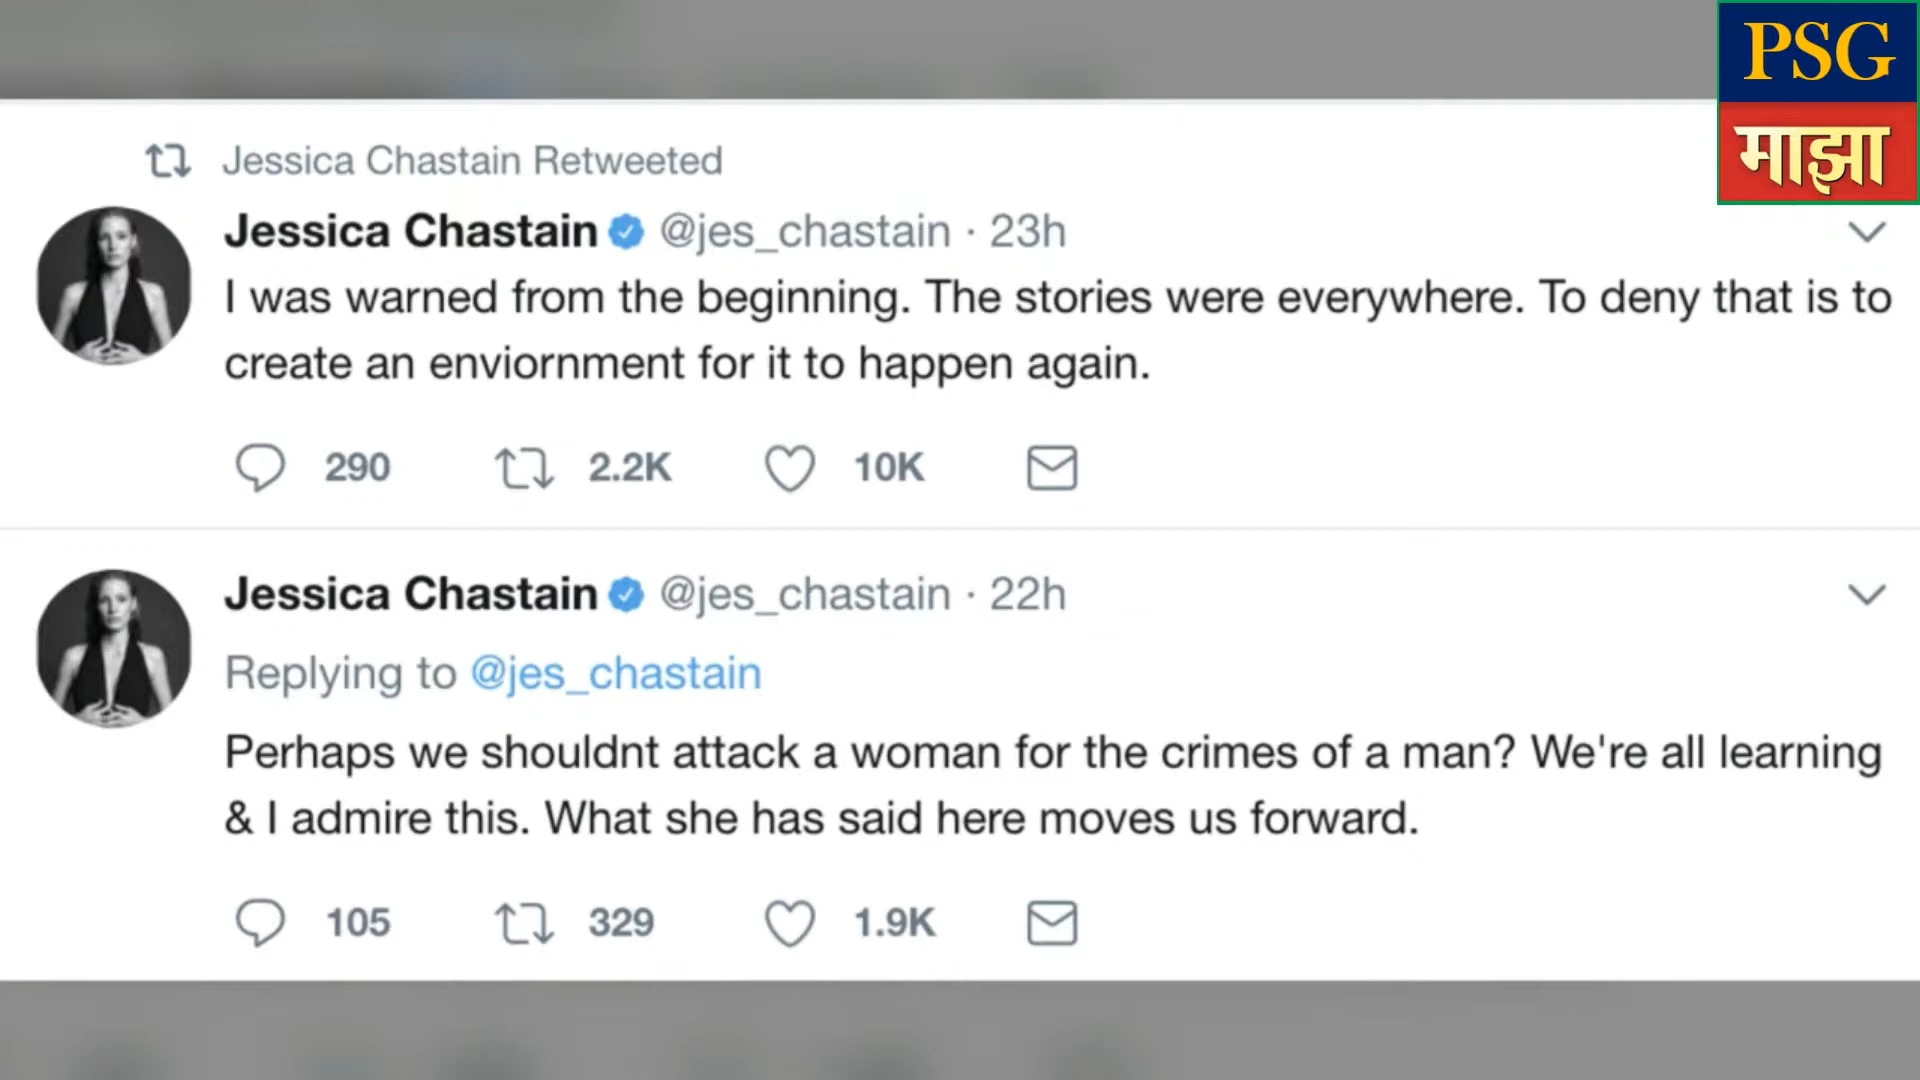 PSG
माझा
Jessica Chastain Retweeted
Jessica Chastain @jes_chastain · 23h
I was warned from the beginning. The stories were everywhere. To deny that is to
create an enviornment for it to happen again.
290 2.2K 10K
Jessica Chastain @jes_chastain · 22h
Replying to @jes_chastain
Perhaps we shouldnt attack a woman for the crimes of a man? We're all learning
& I admire this. What she has said here moves us forward.
105 329 1.9K